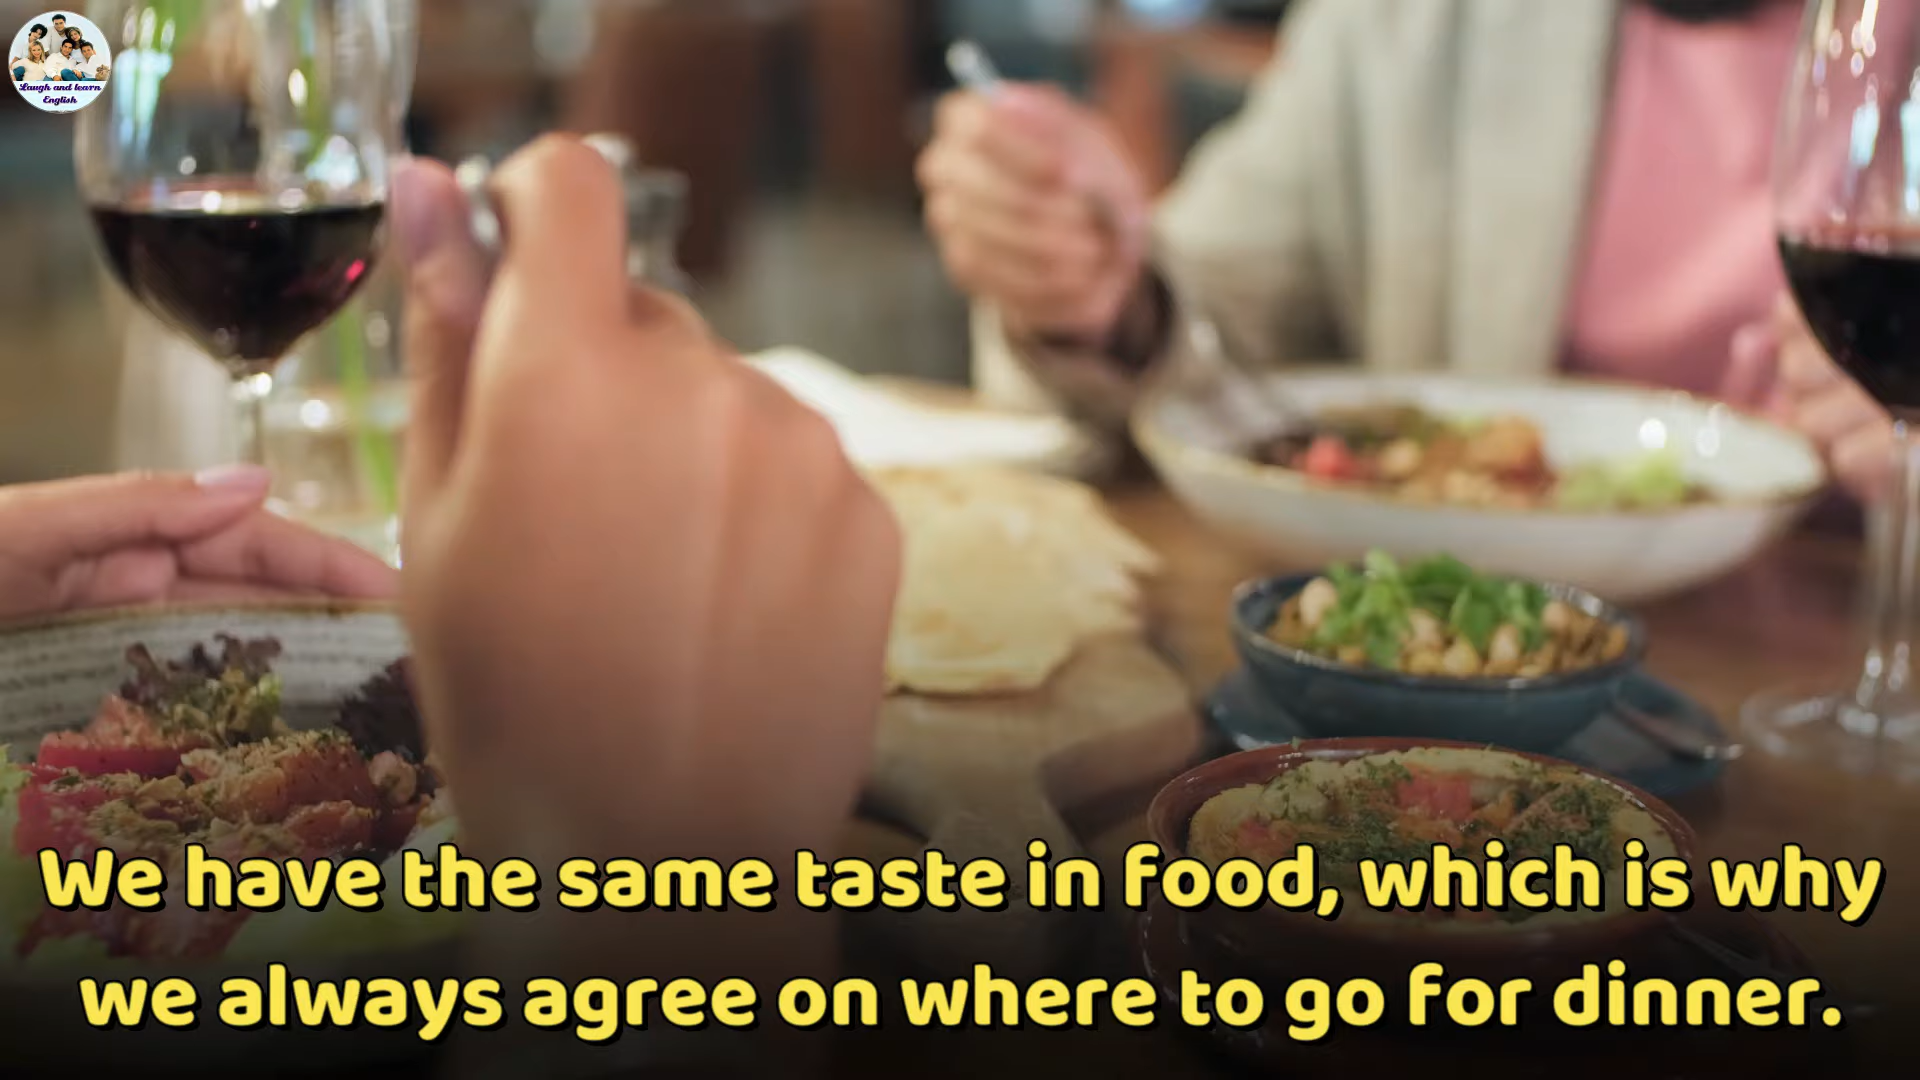 Laugh and learn
English
We have the same taste in food, which is why
we always agree on where to go for dinner.